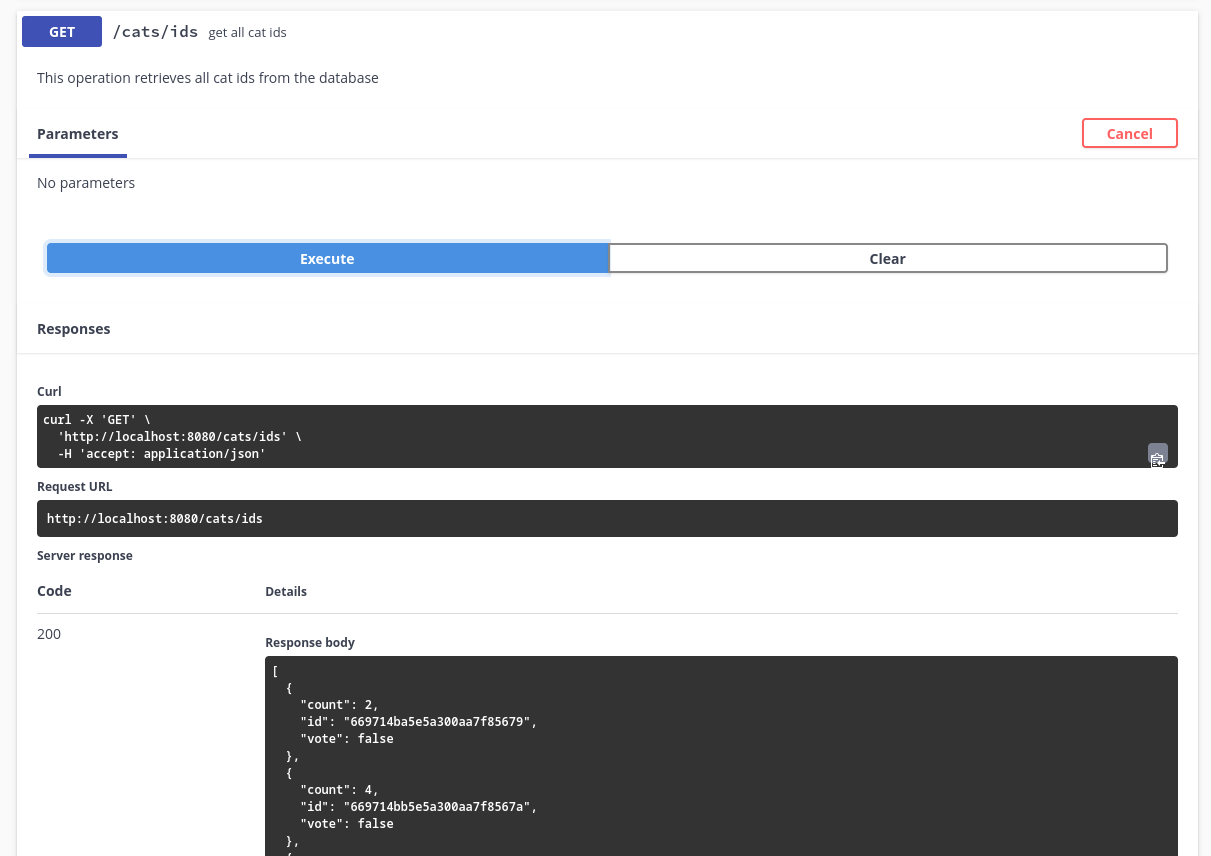 GET /cats/ids get all cat ids
This operation retrieves all cat ids from the database
Parameters Cancel
No parameters
Execute Clear
Responses
Curl
curl -X 'GET' \
  'http://localhost:8080/cats/ids' \
  -H 'accept: application/json'
Request URL
http://localhost:8080/cats/ids
Server response
Code Details
200
Response body
[
  {
    "count": 2,
    "id": "669714ba5e5a300aa7f85679",
    "vote": false
  },
  {
    "count": 4,
    "id": "669714bb5e5a300aa7f8567a",
    "vote": false
  },